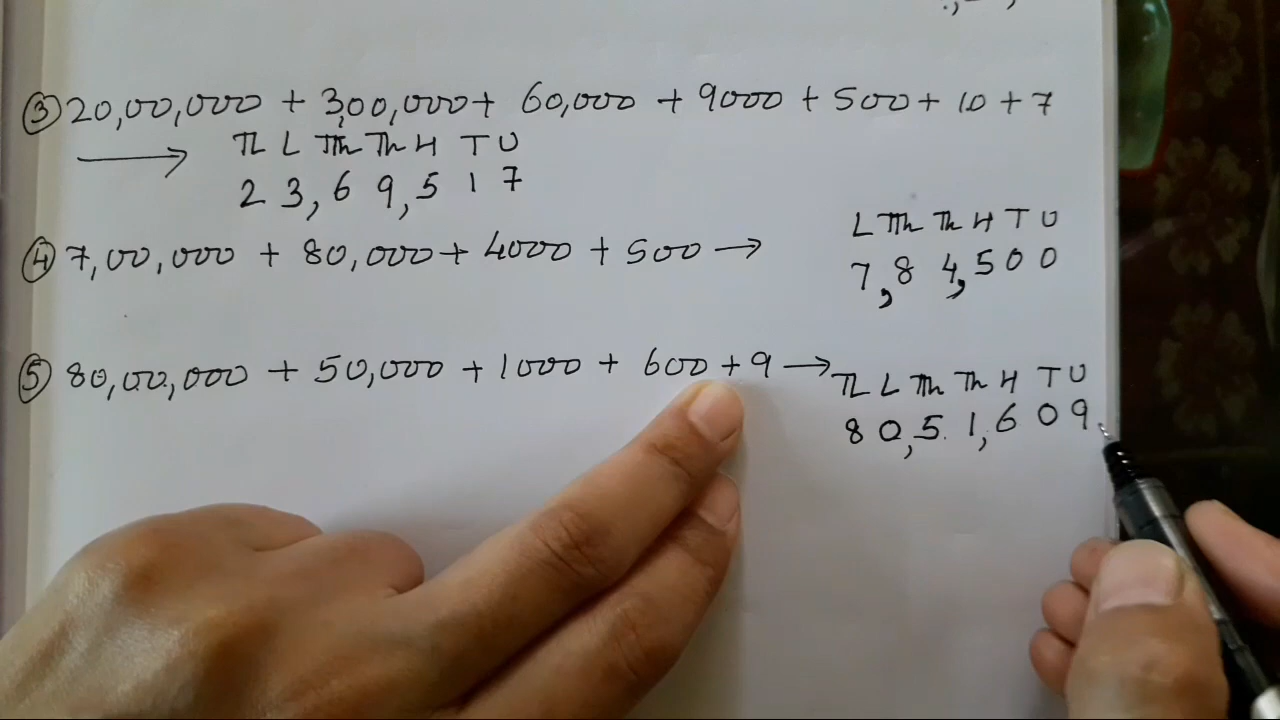 ③ 20,00,000 + 3,00,000 + 60,000 + 9000 + 500 + 10 + 7
TL L TTh Th H T U
→ 2 3, 6 9, 5 1 7
L TTh Th H T U
④ 7,00,000 + 80,000 + 4000 + 500 → 7, 8 4, 5 0 0
⑤ 80,00,000 + 50,000 + 1000 + 600 + 9 → TL L TTh Th H T U
8 0, 5 1, 6 0 9